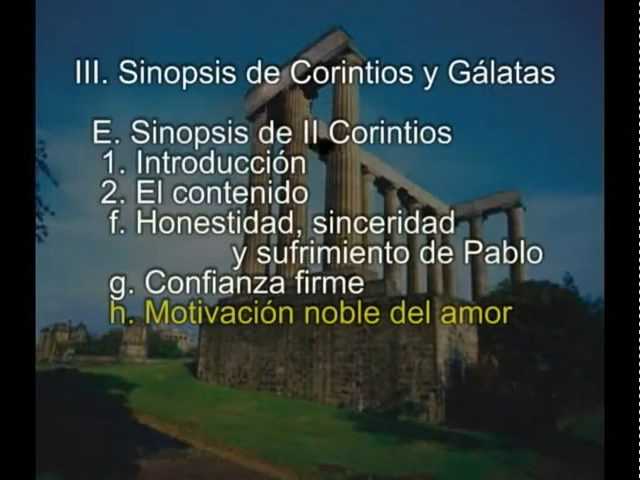 III. Sinopsis de Corintios y Gálatas
E. Sinopsis de II Corintios
1. Introducción
2. El contenido
f. Honestidad, sinceridad
y sufrimiento de Pablo
g. Confianza firme
h. Motivación noble del amor